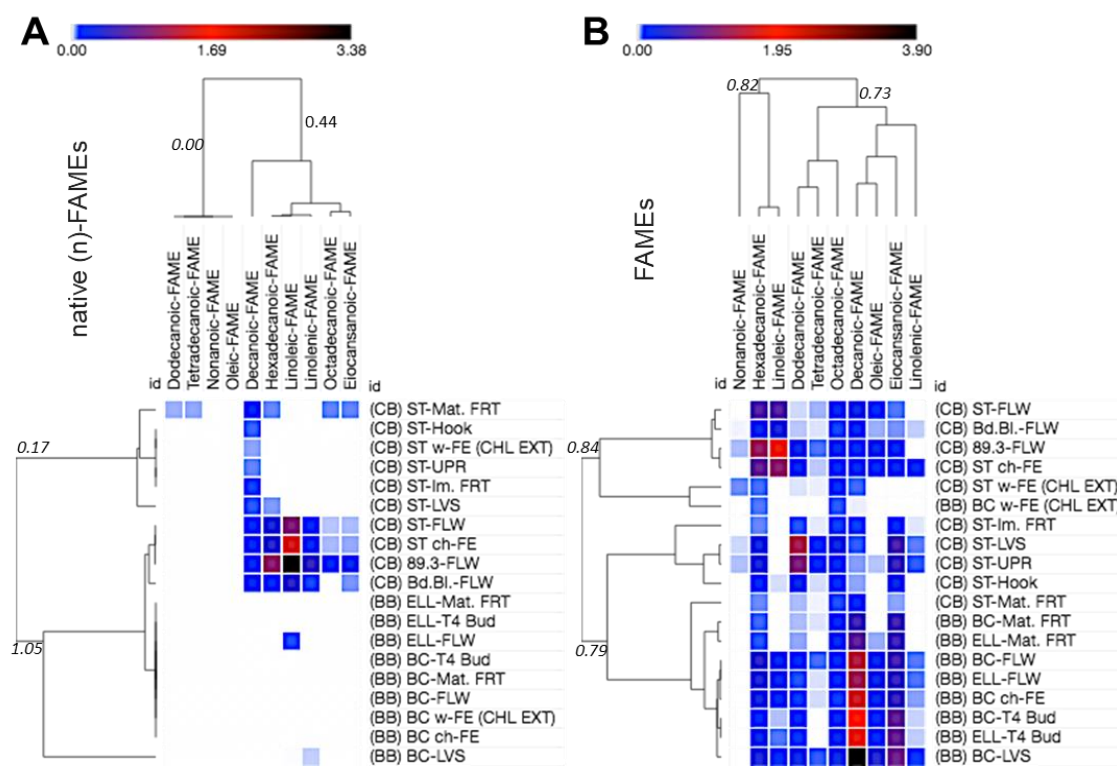 A
0.00
1.69
3.38
native (n)-FAMEs
0.00
0.44
id
Dodecanoic-FAME
Tetradecanoic-FAME
Nonanoic-FAME
Oleic-FAME
Decanoic-FAME
Hexadecanoic-FAME
Linoleic-FAME
Linolenic-FAME
Octadecanoic-FAME
Eiocansanoic-FAME
id
0.17
1.05
(CB) ST-Mat. FRT
(CB) ST-Hook
(CB) ST w-FE (CHL EXT)
(CB) ST-UPR
(CB) ST-Im. FRT
(CB) ST-LVS
(CB) ST-FLW
(CB) ST ch-FE
(CB) 89.3-FLW
(CB) Bd.Bl.-FLW
(BB) ELL-Mat. FRT
(BB) ELL-T4 Bud
(BB) ELL-FLW
(BB) BC-T4 Bud
(BB) BC-Mat. FRT
(BB) BC-FLW
(BB) BC w-FE (CHL EXT)
(BB) BC ch-FE
(BB) BC-LVS
B
0.00
1.95
3.90
FAMEs
0.82
0.73
id
Nonanoic-FAME
Hexadecanoic-FAME
Linoleic-FAME
Dodecanoic-FAME
Tetradecanoic-FAME
Octadecanoic-FAME
Decanoic-FAME
Oleic-FAME
Eiocansanoic-FAME
Linolenic-FAME
id
0.84
0.79
(CB) ST-FLW
(CB) Bd.Bl.-FLW
(CB) 89.3-FLW
(CB) ST ch-FE
(CB) ST w-FE (CHL EXT)
(BB) BC w-FE (CHL EXT)
(CB) ST-Im. FRT
(CB) ST-LVS
(CB) ST-UPR
(CB) ST-Hook
(CB) ST-Mat. FRT
(BB) BC-Mat. FRT
(BB) ELL-Mat. FRT
(BB) BC-FLW
(BB) ELL-FLW
(BB) BC ch-FE
(BB) BC-T4 Bud
(BB) ELL-T4 Bud
(BB) BC-LVS